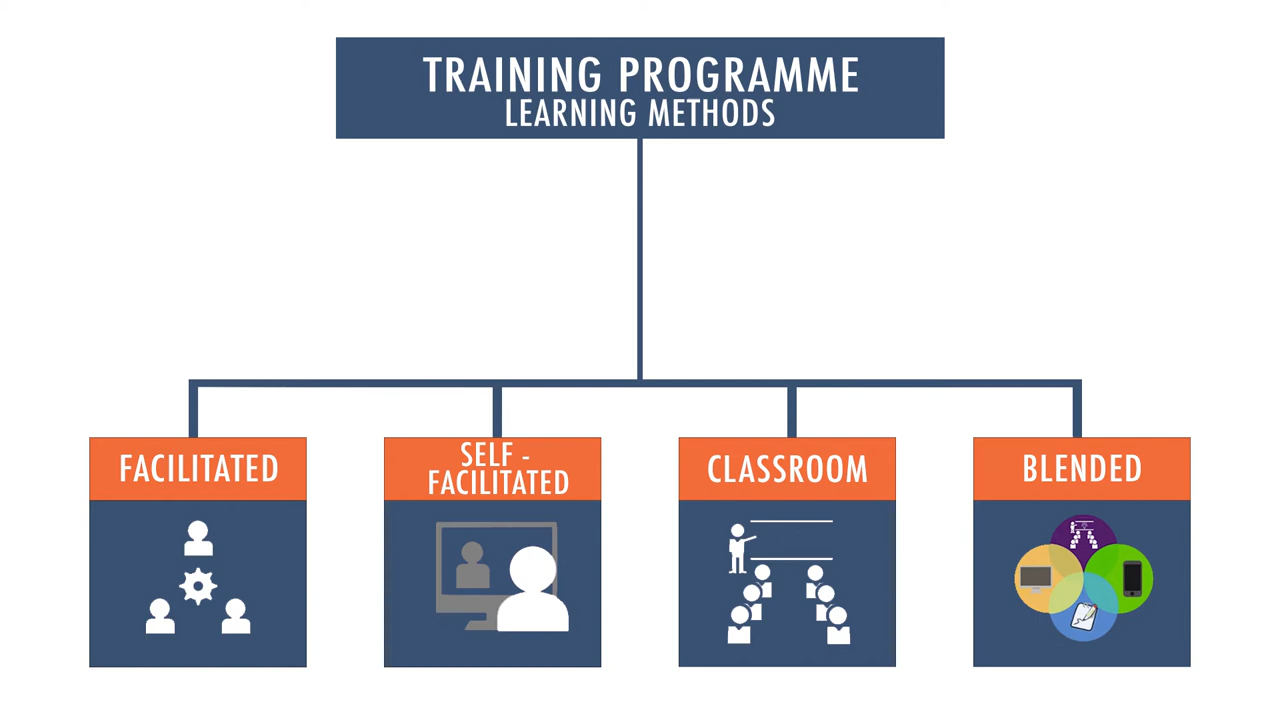 TRAINING PROGRAMME
LEARNING METHODS
FACILITATED
SELF -
FACILITATED
CLASSROOM
BLENDED